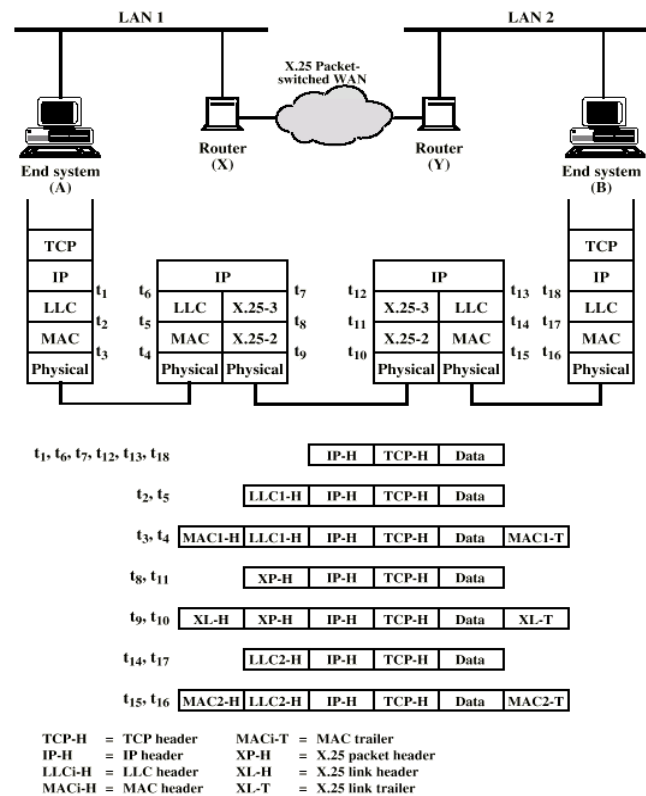 LAN 1
LAN 2
X.25 Packet-
switched WAN
End system
(A)
Router
(X)
Router
(Y)
End system
(B)
TCP
IP
LLC
MAC
Physical
t1
t2
t3
t6
t5
t4
IP
LLC X.25-3
MAC X.25-2
Physical Physical
t7
t8
t9
t12
t11
t10
IP
X.25-3 LLC
X.25-2 MAC
Physical Physical
t13
t14
t15
t18
t17
t16
TCP
IP
LLC
MAC
Physical
t1, t6, t7, t12, t13, t18 IP-H TCP-H Data
t2, t5 LLC1-H IP-H TCP-H Data
t3, t4 MAC1-H LLC1-H IP-H TCP-H Data MAC1-T
t8, t11 XP-H IP-H TCP-H Data
t9, t10 XL-H XP-H IP-H TCP-H Data XL-T
t14, t17 LLC2-H IP-H TCP-H Data
t15, t16 MAC2-H LLC2-H IP-H TCP-H Data MAC2-T
TCP-H = TCP header MACi-T = MAC trailer
IP-H = IP header XP-H = X.25 packet header
LLCi-H = LLC header XL-H = X.25 link header
MACi-H = MAC header XL-T = X.25 link trailer